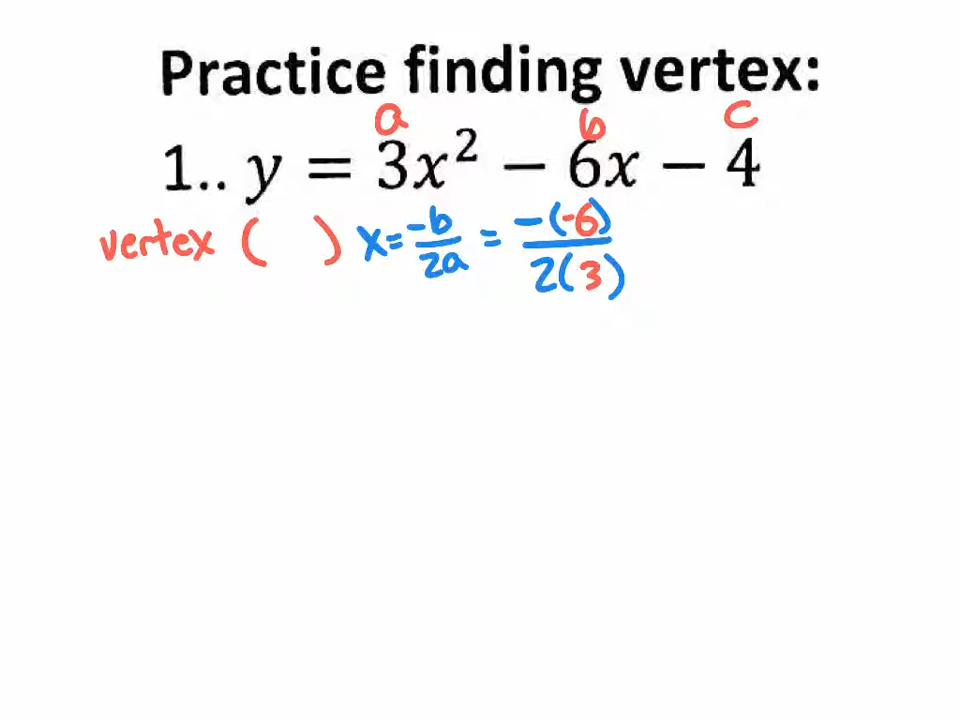 Practice finding vertex:
a b c
1.. y = 3x² − 6x − 4
vertex ( ) x = -b/2a = -(-6)/2(3)